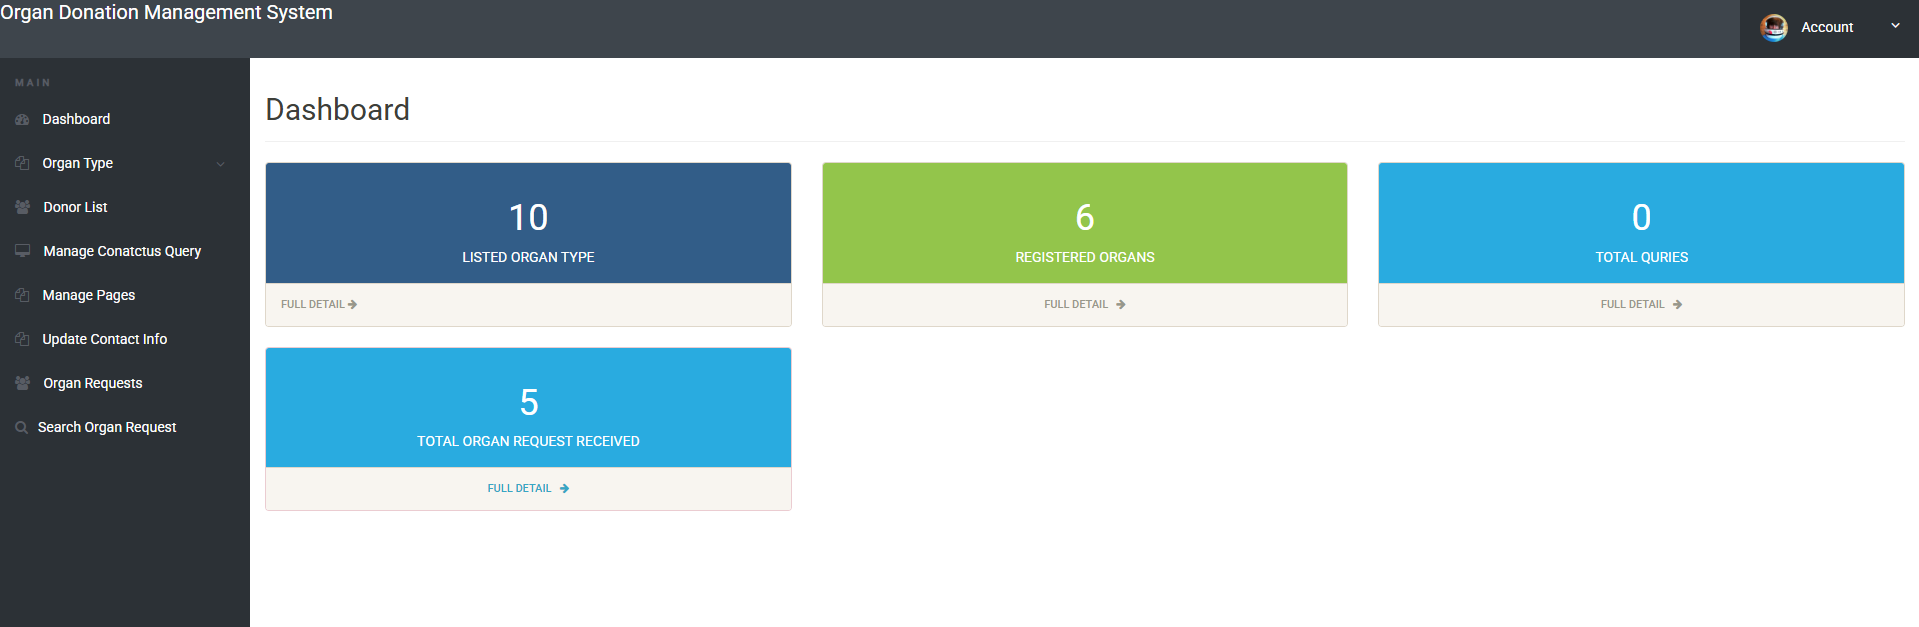 Organ Donation Management System
Account
MAIN
Dashboard
Organ Type
Donor List
Manage Conatctus Query
Manage Pages
Update Contact Info
Organ Requests
Search Organ Request
Dashboard
10
LISTED ORGAN TYPE
FULL DETAIL
6
REGISTERED ORGANS
FULL DETAIL
0
TOTAL QURIES
FULL DETAIL
5
TOTAL ORGAN REQUEST RECEIVED
FULL DETAIL